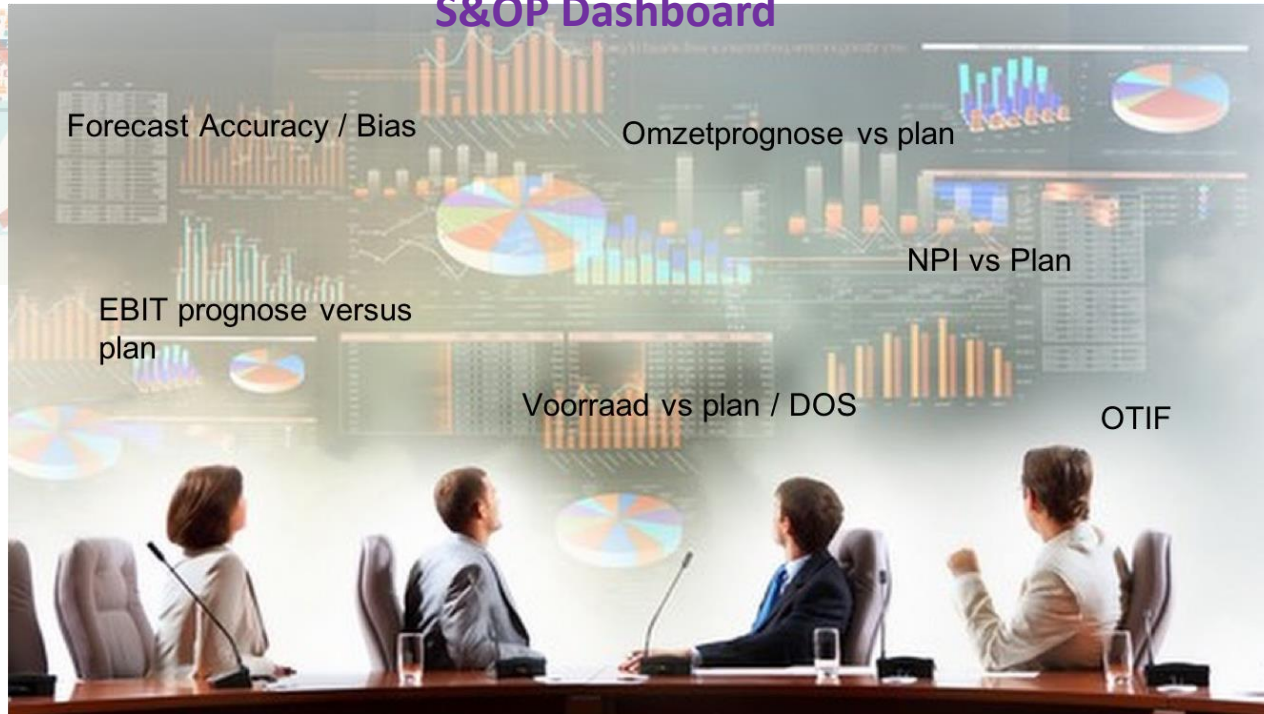 S&OP Dashboard
Forecast Accuracy / Bias
Omzetprognose vs plan
NPI vs Plan
EBIT prognose versus
plan
Voorraad vs plan / DOS
OTIF